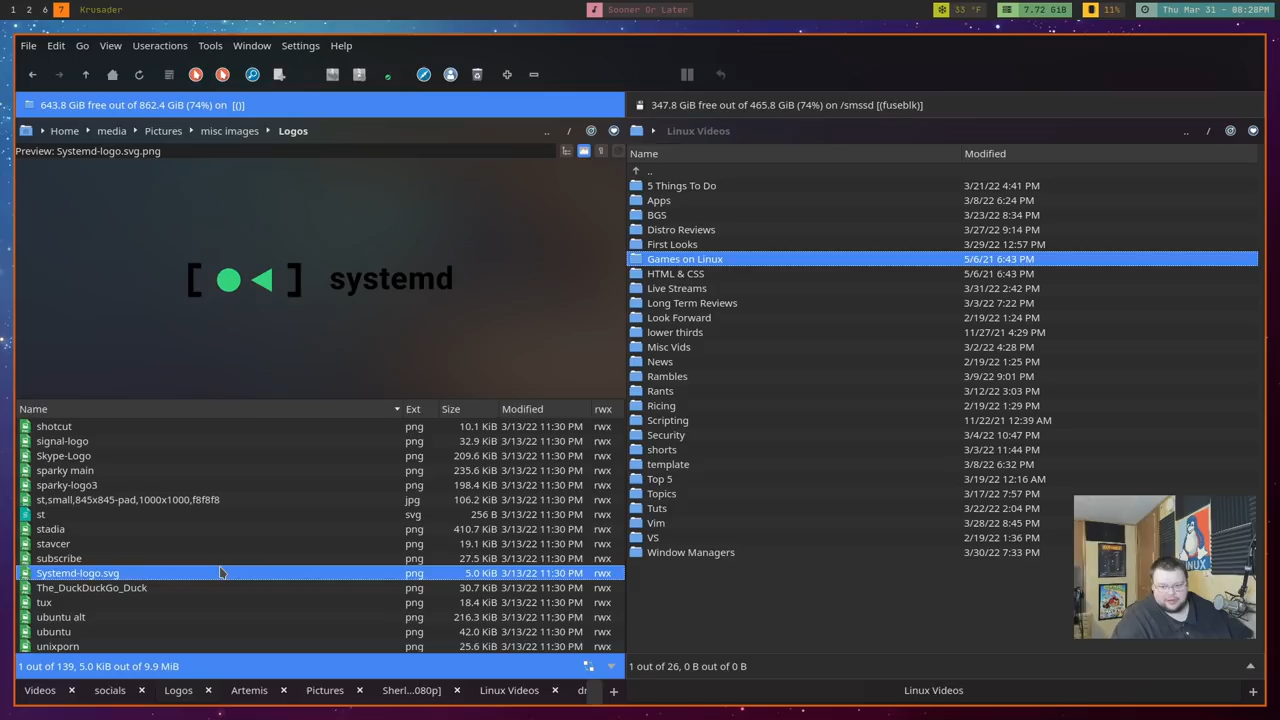 1 2 6 7 Krusader
Sooner Or Later
33 °F 7.72 GiB 11% Thu Mar 31 - 08:28PM
File Edit Go View Useractions Tools Window Settings Help
643.8 GiB free out of 862.4 GiB (74%) on [()]
347.8 GiB free out of 465.8 GiB (74%) on /smssd [(fuseblk)]
Home media Pictures misc images Logos .. /
Linux Videos .. /
Preview: Systemd-logo.svg.png
[ ] systemd
Name Ext Size Modified rwx
shotcut png 10.1 KiB 3/13/22 11:30 PM rwx
signal-logo png 32.9 KiB 3/13/22 11:30 PM rwx
Skype-Logo png 209.6 KiB 3/13/22 11:30 PM rwx
sparky main png 235.6 KiB 3/13/22 11:30 PM rwx
sparky-logo3 png 198.4 KiB 3/13/22 11:30 PM rwx
st,small,845x845-pad,1000x1000,f8f8f8 jpg 106.2 KiB 3/13/22 11:30 PM rwx
st svg 256 B 3/13/22 11:30 PM rwx
stadia png 410.7 KiB 3/13/22 11:30 PM rwx
stavcer png 19.1 KiB 3/13/22 11:30 PM rwx
subscribe png 27.5 KiB 3/13/22 11:30 PM rwx
Systemd-logo.svg png 5.0 KiB 3/13/22 11:30 PM rwx
The_DuckDuckGo_Duck png 30.7 KiB 3/13/22 11:30 PM rwx
tux png 18.4 KiB 3/13/22 11:30 PM rwx
ubuntu alt png 216.3 KiB 3/13/22 11:30 PM rwx
ubuntu png 42.0 KiB 3/13/22 11:30 PM rwx
unixporn png 25.6 KiB 3/13/22 11:30 PM rwx
1 out of 139, 5.0 KiB out of 9.9 MiB
Videos socials Logos Artemis Pictures Sherl...080p] Linux Videos
Name Modified
..
5 Things To Do 3/21/22 4:41 PM
Apps 3/8/22 6:24 PM
BGS 3/23/22 8:34 PM
Distro Reviews 3/27/22 9:14 PM
First Looks 3/29/22 12:57 PM
Games on Linux 5/6/21 6:43 PM
HTML & CSS 5/6/21 6:43 PM
Live Streams 3/31/22 2:42 PM
Long Term Reviews 3/3/22 7:22 PM
Look Forward 2/19/22 1:24 PM
lower thirds 11/27/21 4:29 PM
Misc Vids 3/2/22 4:28 PM
News 2/19/22 1:25 PM
Rambles 3/9/22 9:01 PM
Rants 3/12/22 3:03 PM
Ricing 2/19/22 1:29 PM
Scripting 11/22/21 12:39 AM
Security 3/4/22 10:47 PM
shorts 3/3/22 11:44 PM
template 3/8/22 6:32 PM
Top 5 3/19/22 12:16 AM
Topics 3/17/22 7:57 PM
Tuts 3/22/22 2:04 PM
Vim 3/28/22 8:45 PM
VS 2/19/22 1:36 PM
Window Managers 3/30/22 7:33 PM
LINUX
1 out of 26, 0 B out of 0 B
Linux Videos